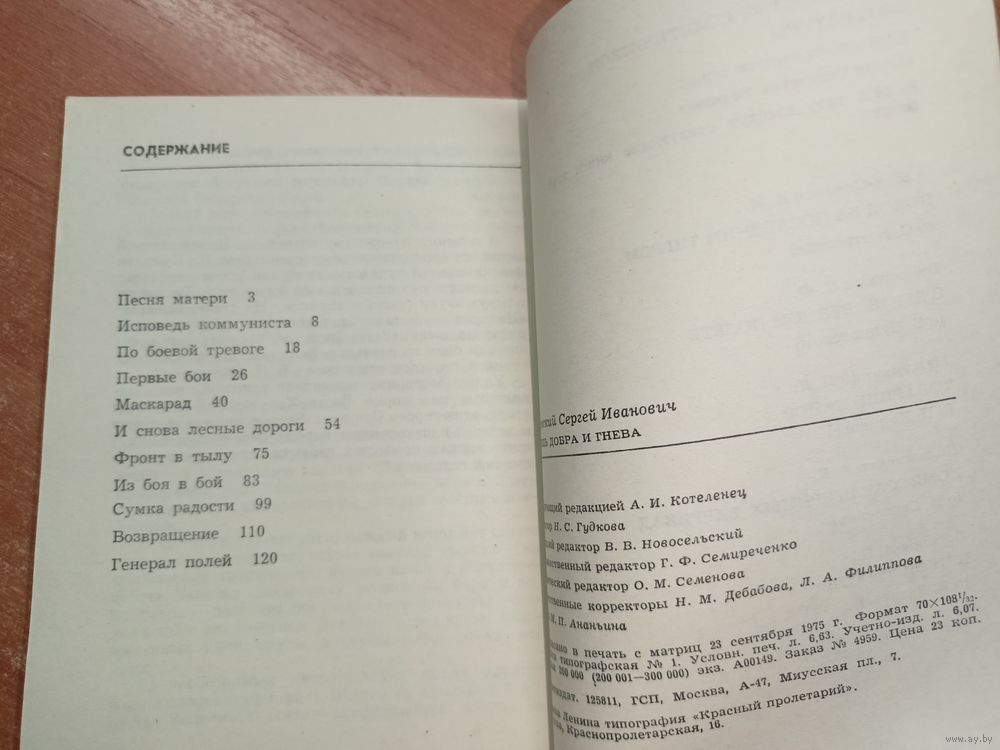 СОДЕРЖАНИЕ
Песня матери 3
Исповедь коммуниста 8
По боевой тревоге 18
Первые бои 26
Маскарад 40
И снова лесные дороги 54
Фронт в тылу 75
Из боя в бой 83
Сумка радости 99
Возвращение 110
Генерал полей 120
Сергей Иванович
ДОБРА И ГНЕВА
редакцией А. И. Котеленец
Н. С. Гудкова
редактор В. В. Новосельский
редактор Г. Ф. Семиреченко
редактор О. М. Семенова
корректоры Н. М. Дебабова, Л. А. Филиппова
М. П. Ананьина
в печать с матриц 23 сентября 1975 г. Формат 70×108¹/₃₂.
типографская № 1. Условн. печ. л. 6,63. Учетно-изд. л. 6,07.
(200 001—300 000) экз. А00149. Заказ № 4959. Цена 23 коп.
125811, ГСП, Москва, А-47, Миусская пл., 7.
Ленина типография «Красный пролетарий».
Краснопролетарская, 16.
www.ay.by